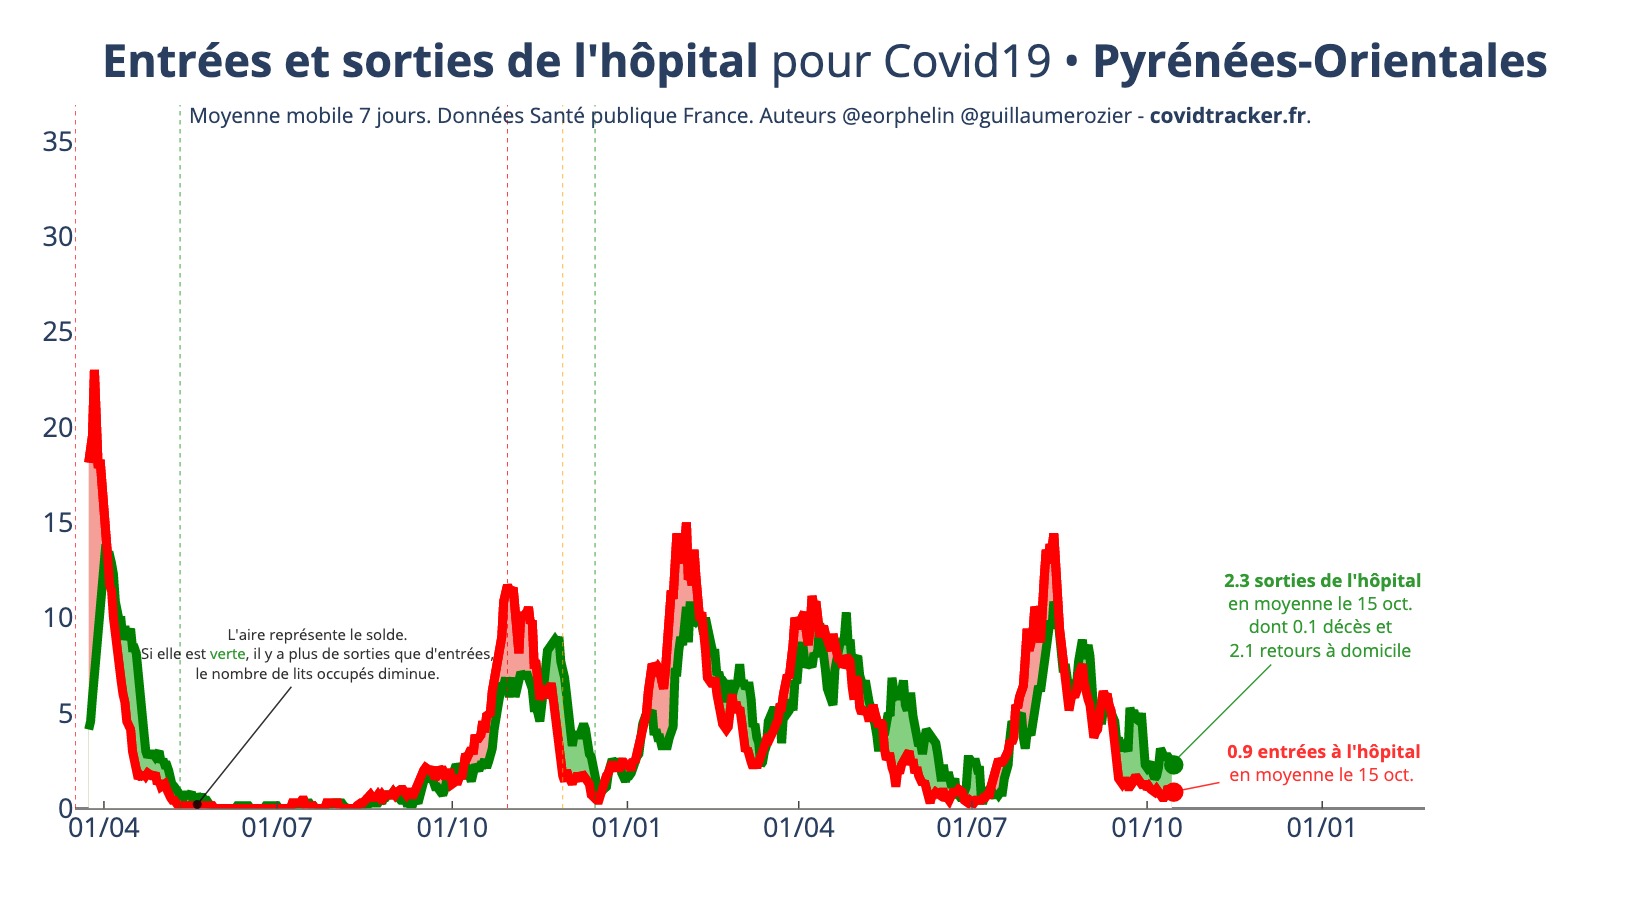 Entrées et sorties de l'hôpital pour Covid19 • Pyrénées-Orientales
Moyenne mobile 7 jours. Données Santé publique France. Auteurs @eorphelin @guillaumerozier - covidtracker.fr.
35
30
25
20
15
10
5
0
L'aire représente le solde.
Si elle est verte, il y a plus de sorties que d'entrées,
le nombre de lits occupés diminue.
2.3 sorties de l'hôpital
en moyenne le 15 oct.
dont 0.1 décès et
2.1 retours à domicile
0.9 entrées à l'hôpital
en moyenne le 15 oct.
01/04 01/07 01/10 01/01 01/04 01/07 01/10 01/01